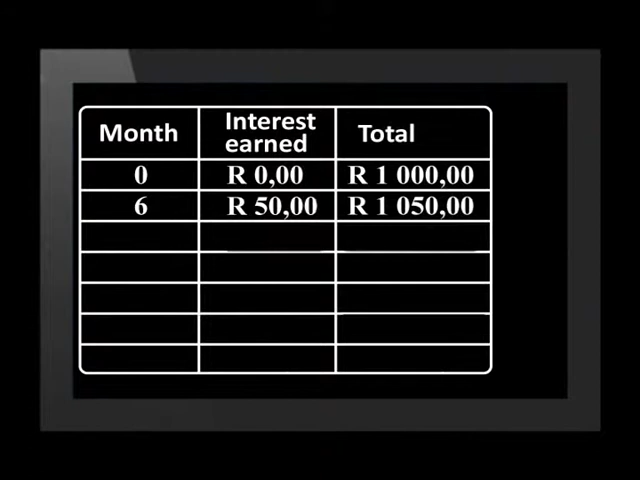 Month Interest earned Total
0 R 0,00 R 1 000,00
6 R 50,00 R 1 050,00